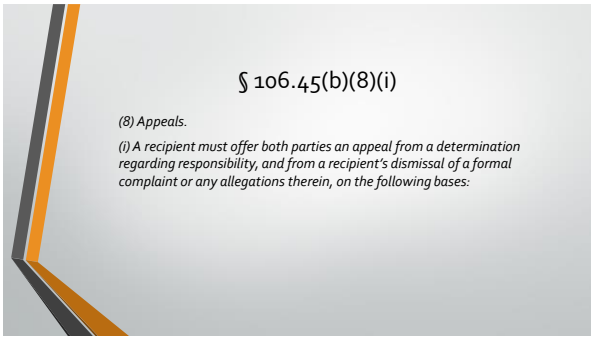 § 106.45(b)(8)(i)
(8) Appeals.
(i) A recipient must offer both parties an appeal from a determination
regarding responsibility, and from a recipient’s dismissal of a formal
complaint or any allegations therein, on the following bases: